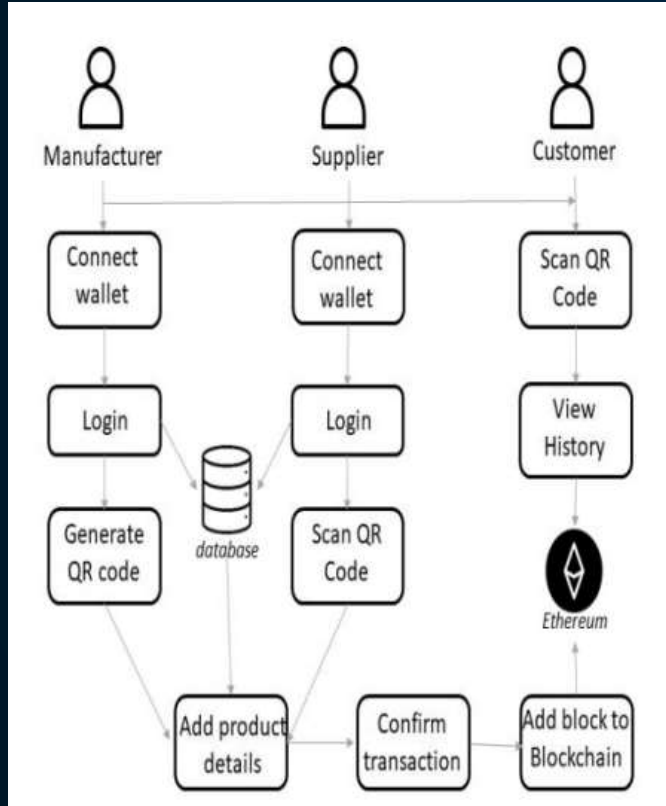 Manufacturer
Supplier
Customer
Connect
wallet
Connect
wallet
Scan QR
Code
Login
Login
View
History
database
Generate
QR code
Scan QR
Code
Ethereum
Add product
details
Confirm
transaction
Add block to
Blockchain